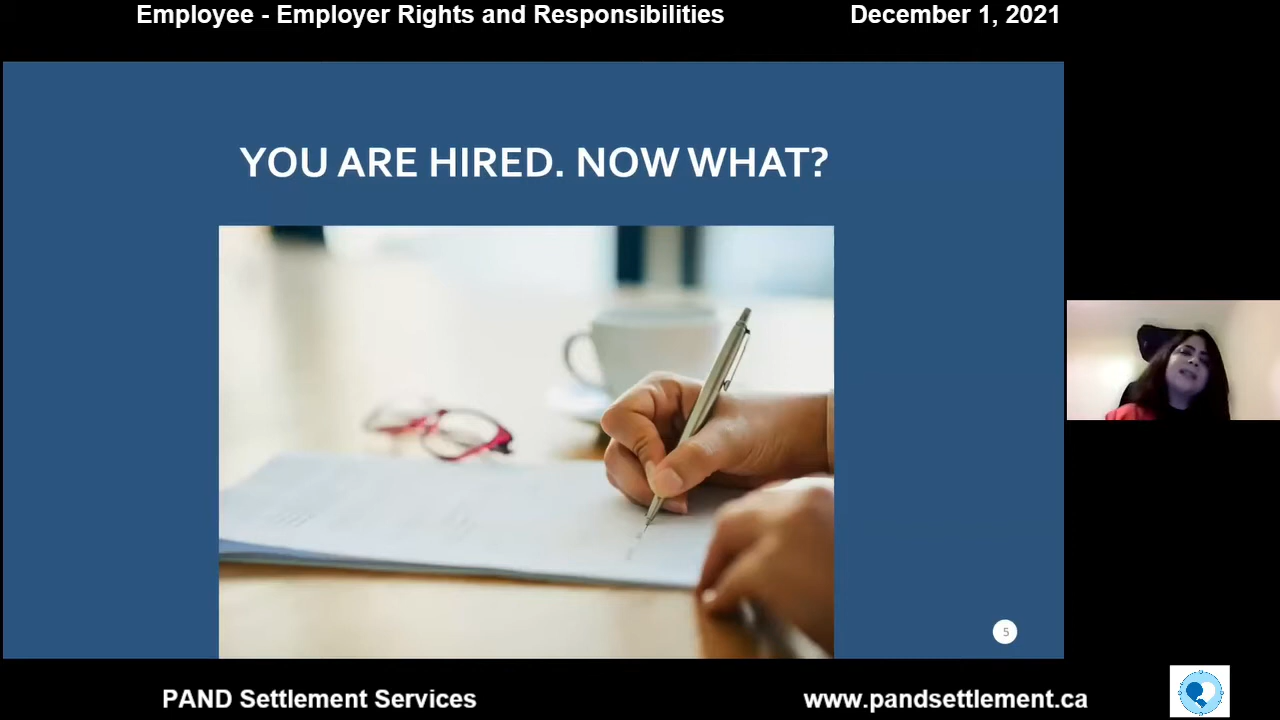 Employee - Employer Rights and Responsibilities
December 1, 2021
YOU ARE HIRED. NOW WHAT?
5
PAND Settlement Services
www.pandsettlement.ca